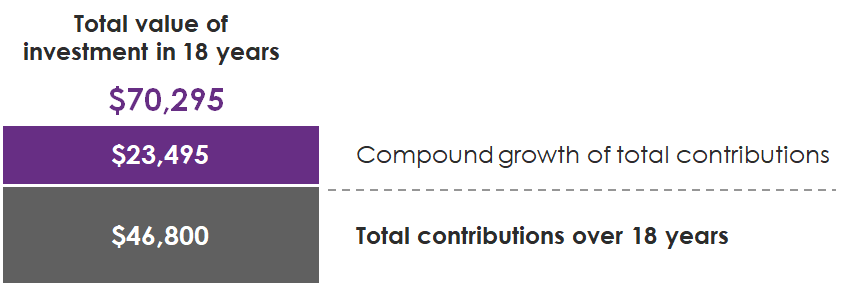 Total value of
investment in 18 years
$70,295
$23,495
Compound growth of total contributions
$46,800
Total contributions over 18 years